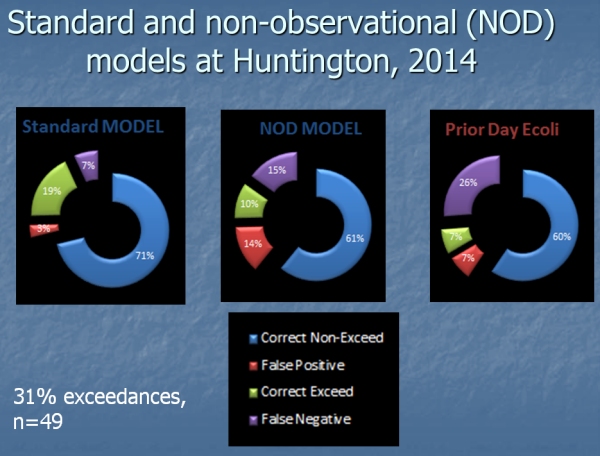 Standard and non-observational (NOD)
models at Huntington, 2014
Standard MODEL
7%
19%
3%
71%
NOD MODEL
15%
10%
14%
61%
Prior Day Ecoli
26%
7%
7%
60%
Correct Non-Exceed
False Positive
Correct Exceed
False Negative
31% exceedances,
n=49